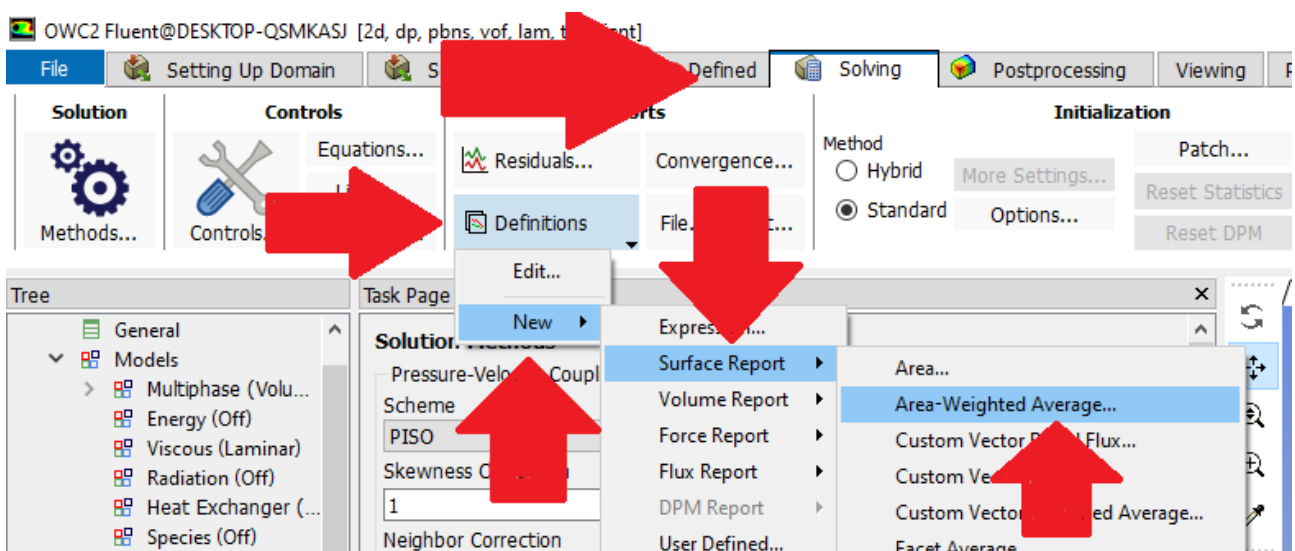 OWC2 Fluent@DESKTOP-QSMKASJ [2d, dp, pbns, vof, lam,
File
Setting Up Domain
Defined
Solving
Postprocessing
Viewing
Solution
Controls
Initialization
Methods...
Controls
Equations...
Residuals...
Convergence...
Definitions
Method
Hybrid
Standard
More Settings...
Options...
Patch...
Reset Statistics
Reset DPM
Edit...
New
Expression...
Surface Report
Volume Report
Force Report
Flux Report
DPM Report
User Defined...
Area...
Area-Weighted Average...
Custom Vector Flux...
Custom
Custom Vector Average...
Facet Average
Tree
General
Models
Multiphase (Volu...
Energy (Off)
Viscous (Laminar)
Radiation (Off)
Heat Exchanger (...
Species (Off)
Task Page
Solution
Scheme
PISO
Skewness
1
Neighbor Correction